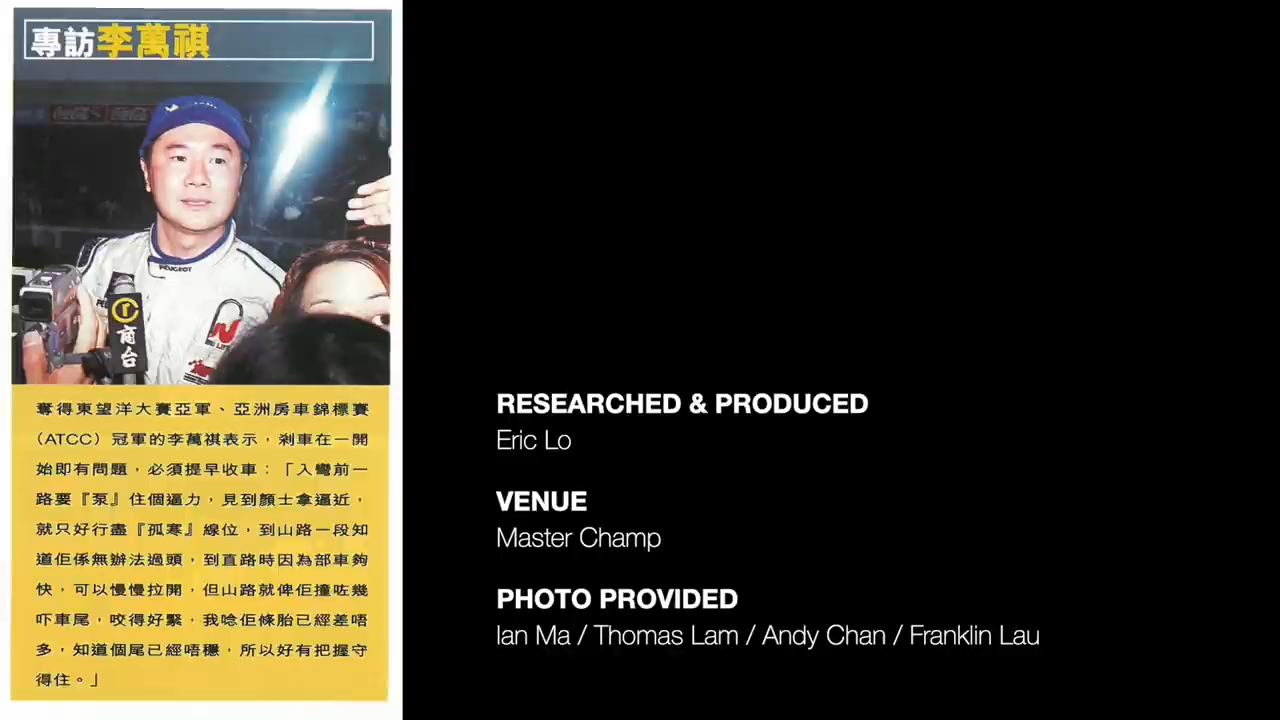 專訪李萬祺
PEUGEOT
商台
奪得東望洋大賽亞軍、亞洲房車錦標賽
（ATCC）冠軍的李萬祺表示，剎車在一開
始即有問題，必須提早收車：「入彎前一
路要『泵』住個逼力，見到顏士拿逼近，
就只好行盡『孤寒』線位，到山路一段知
道佢係無辦法過頭，到直路時因為部車夠
快，可以慢慢拉開，但山路就俾佢撞咗幾
吓車尾，咬得好緊，我唸佢條胎已經差唔
多，知道個尾已經唔穩，所以好有把握守
得住。」
RESEARCHED & PRODUCED
Eric Lo
VENUE
Master Champ
PHOTO PROVIDED
Ian Ma / Thomas Lam / Andy Chan / Franklin Lau